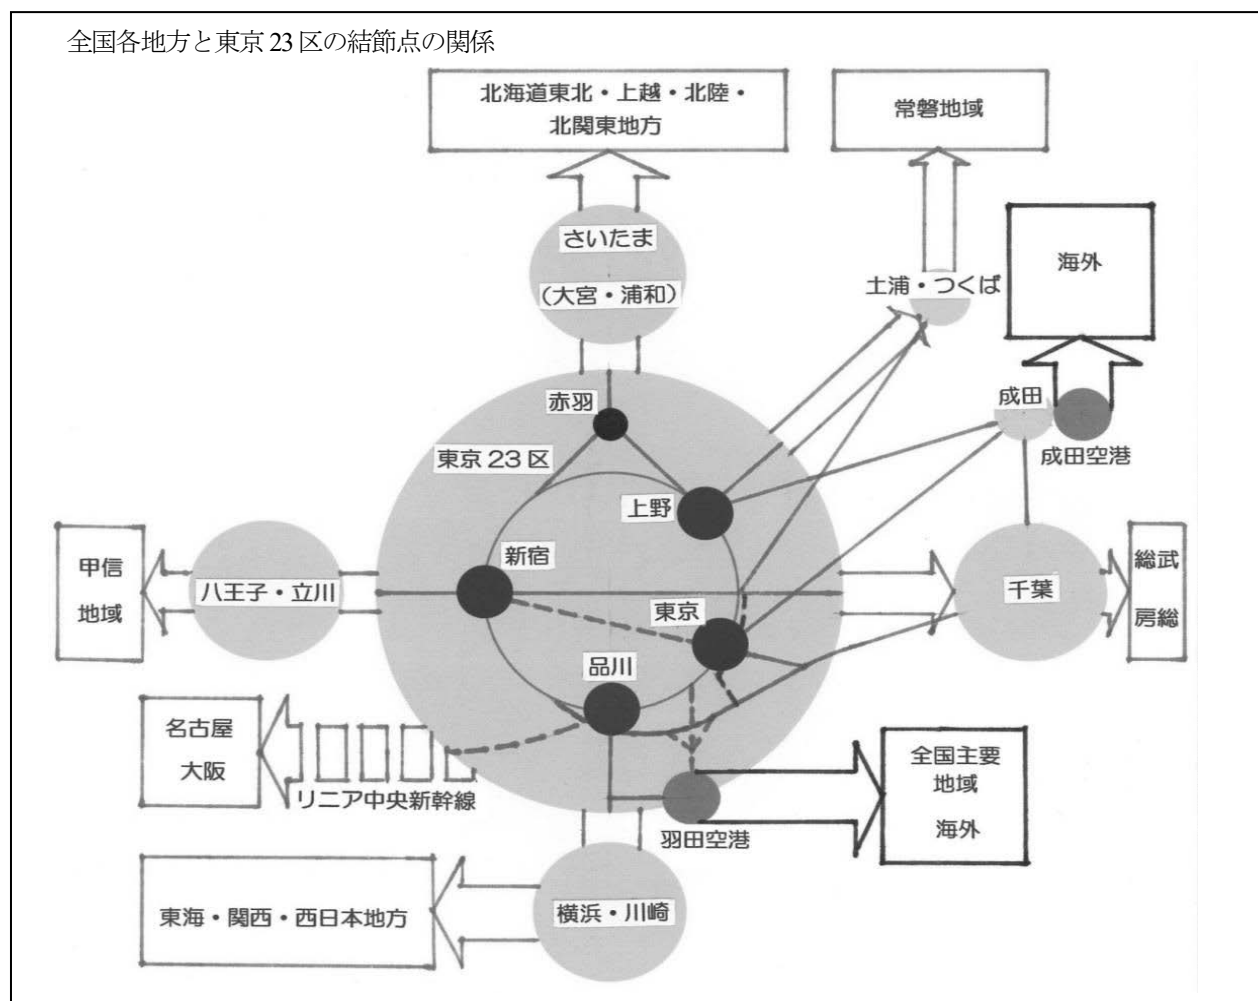 全国各地方と東京23区の結節点の関係
北海道東北・上越・北陸・
北関東地方
常磐地域
さいたま
(大宮・浦和)
海外
土浦・つくば
赤羽
成田
成田空港
東京23区
上野
新宿
甲信
地域
八王子・立川
東京
千葉
総武
房総
品川
名古屋
大阪
リニア中央新幹線
全国主要
地域
海外
羽田空港
東海・関西・西日本地方
横浜・川崎